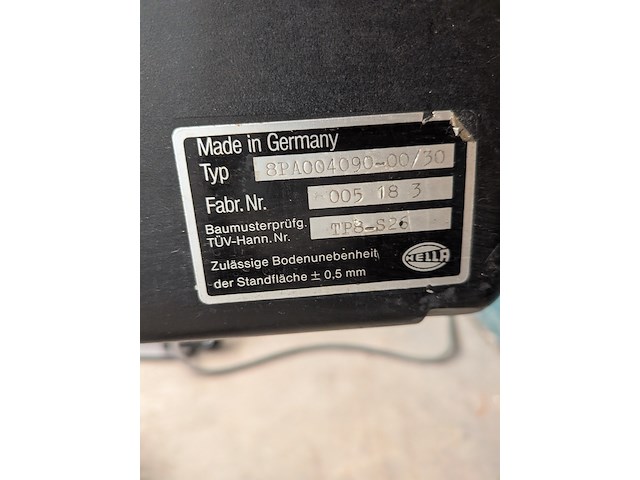 Made in Germany
Typ 8PA004090-00/30
Fabr. Nr. 005 18 3
Baumusterprüfg.
TÜV-Hann. Nr. TP8-S26
Zulässige Bodenunebenheit
der Standfläche ± 0,5 mm
HELLA